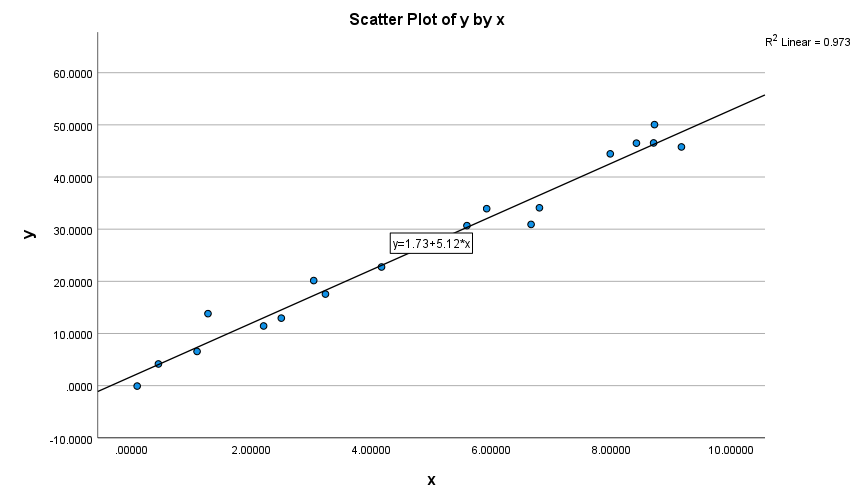 Scatter Plot of y by x
R2 Linear = 0.973
60.0000
50.0000
40.0000
30.0000
20.0000
10.0000
.0000
-10.0000
y
y=1.73+5.12*x
.00000 2.00000 4.00000 6.00000 8.00000 10.00000
x